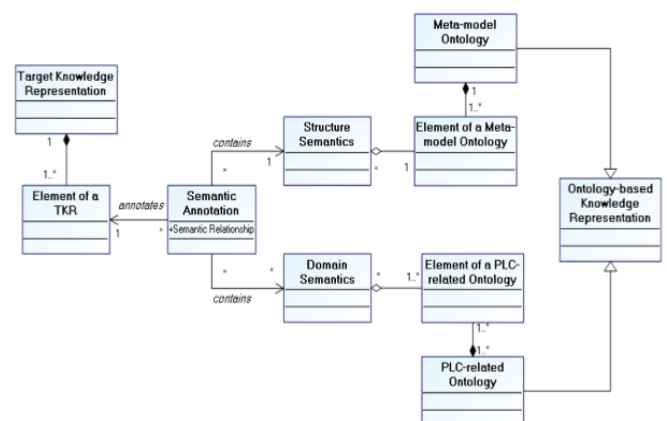 Meta-model
Ontology
1
1..*
Target Knowledge
Representation
1
1..*
Element of a
TKR
annotates
1
*
Semantic
Annotation
+Semantic Relationship
contains
*
1
Structure
Semantics
*
1
Element of a Meta-
model Ontology
Ontology-based
Knowledge
Representation
contains
*
*
Domain
Semantics
*
1..*
Element of a PLC-
related Ontology
1..*
1..*
PLC-related
Ontology